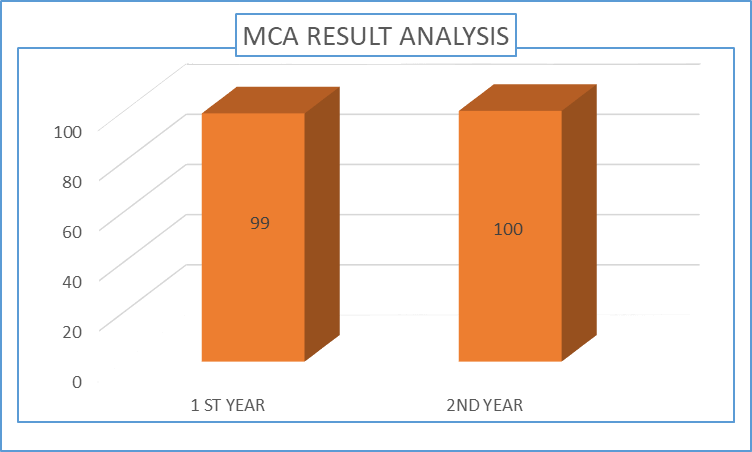 MCA RESULT ANALYSIS
100
80
60
40
20
0
99
100
1 ST YEAR
2ND YEAR